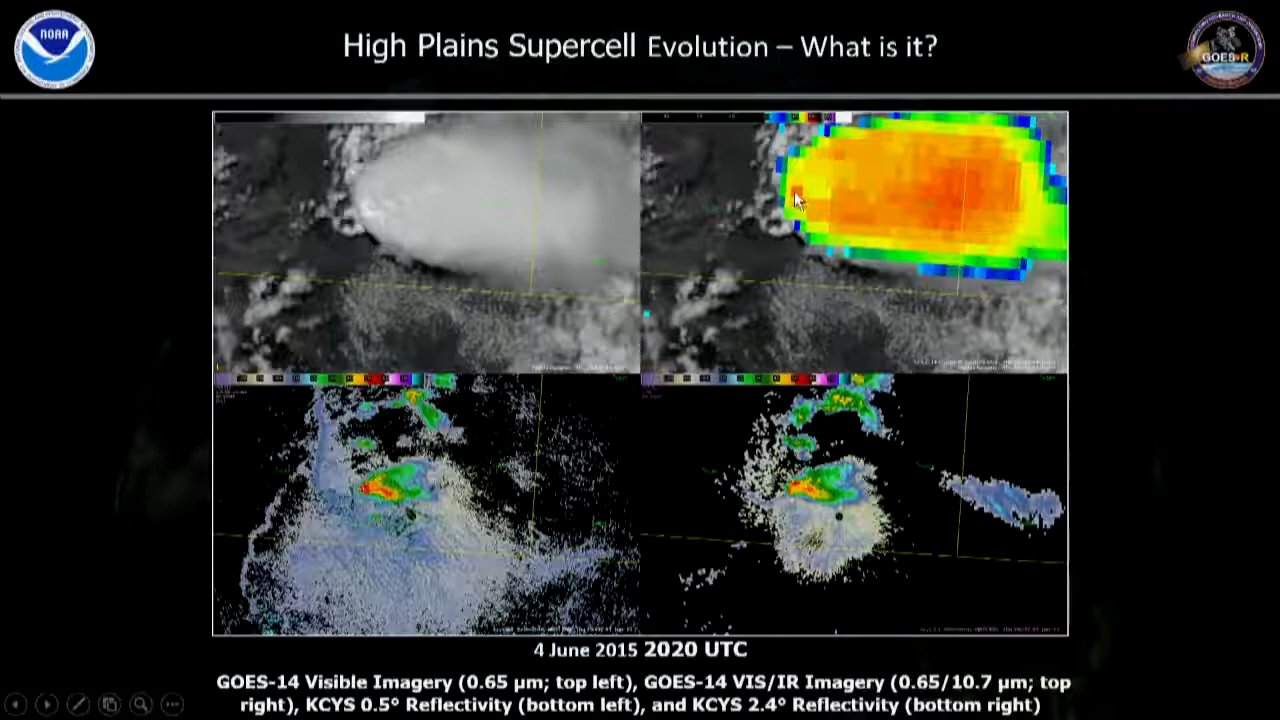 NOAA
High Plains Supercell Evolution – What is it?
GOES-R
4 June 2015 2020 UTC
GOES-14 Visible Imagery (0.65 µm; top left), GOES-14 VIS/IR Imagery (0.65/10.7 µm; top
right), KCYS 0.5° Reflectivity (bottom left), and KCYS 2.4° Reflectivity (bottom right)